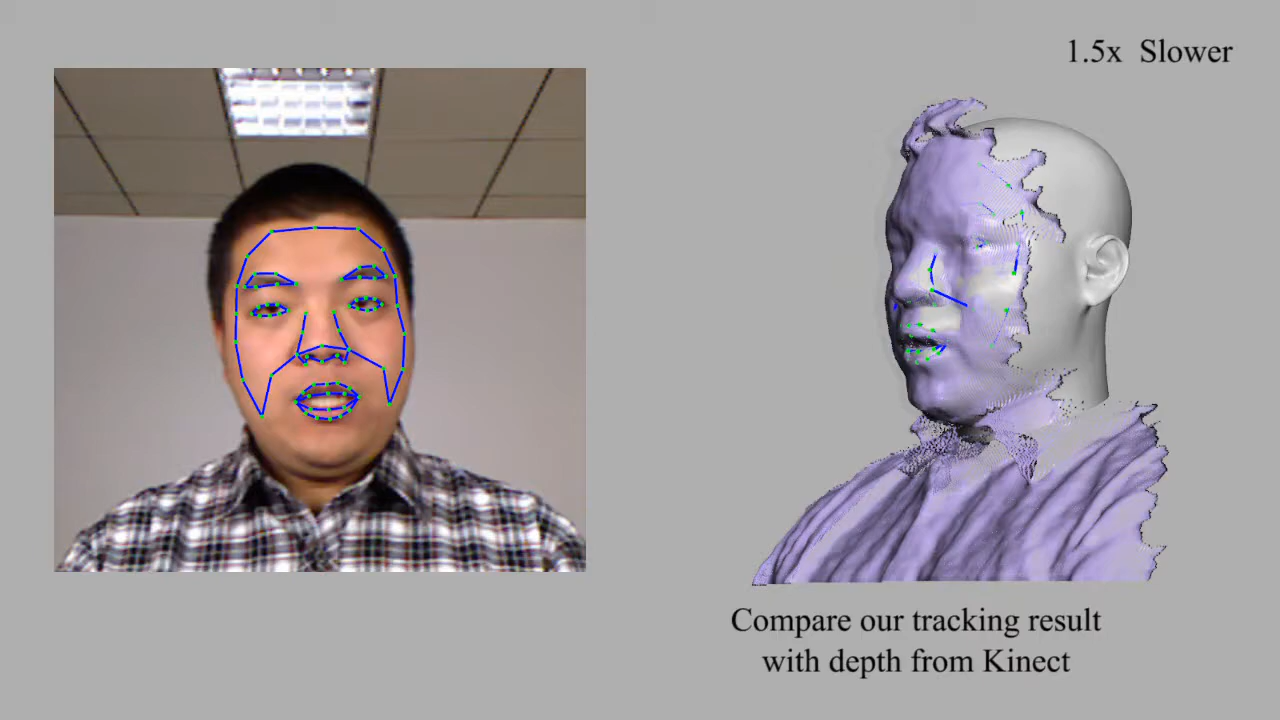 1.5x Slower
Compare our tracking result
with depth from Kinect